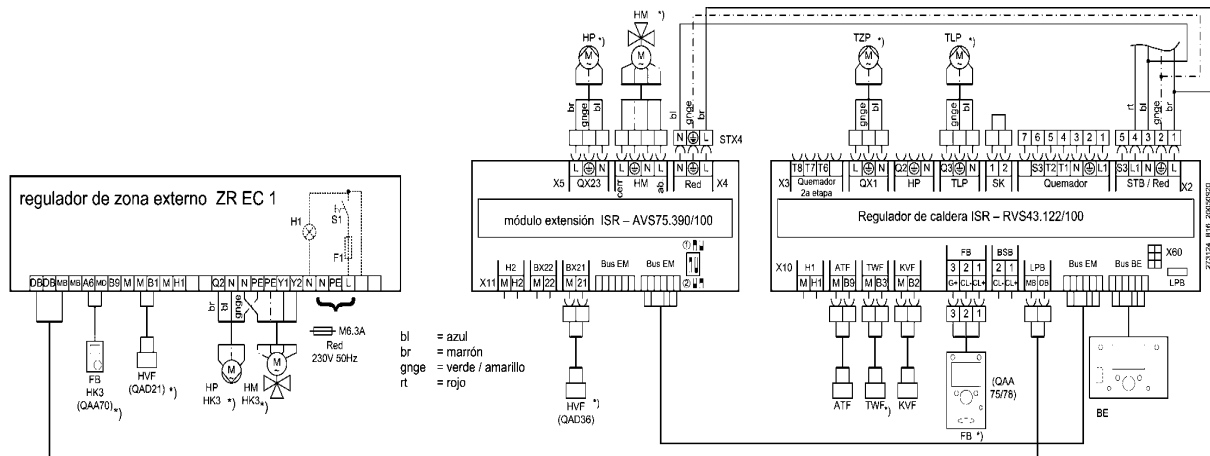 HP *)
HM *)
TZP *)
TLP *)
br
gnge
bl
bl
gnge
br
br
gnge
bl
rt
bl
gnge
br
N L STX4
7 6 5 4 3 2 1
5 4 3 2 1
1 2
S3 T2 T1 N L1
S3 L1 N L
X5 L N
QX23
cerr L N ab.
HM
N L X4
Red
X3 T8 T7 T6
Quemador
2a etapa
L N
QX1
Q2 N
HP
Q3 N
TLP
1 2
SK
Quemador
STB / Red X2
regulador de zona externo ZR EC 1
H1
S1
F1
módulo extensión ISR – AVS75.390/100
Regulador de caldera ISR – RVS43.122/100
X60
LPB
273124_B16_20050920
DB DB MB MB A6 MD B9 M M B1 M H1 Q2 N N PE PE Y1 Y2 N N PE L
X11 H2 BX22 BX21 Bus EM Bus EM
M H2 M 22 M 21
1
2
X10 H1 ATF TWF KVF FB BSB LPB Bus EM Bus BE
3 2 1 2 1
M H1 M B9 M B3 M B2 G+ CL- CL+ CL- CL+ MB DB
3 2 1
br
bl
gnge
M6.3A
Red
230V 50Hz
bl = azul
br = marrón
gnge = verde / amarillo
rt = rojo
FB
HK3
(QAA70) *)
HVF
(QAD21) *)
HP
HK3 *)
HM
HK3 *)
HVF *)
(QAD36)
ATF
TWF *)
KVF
(QAA
75/78)
FB *)
BE